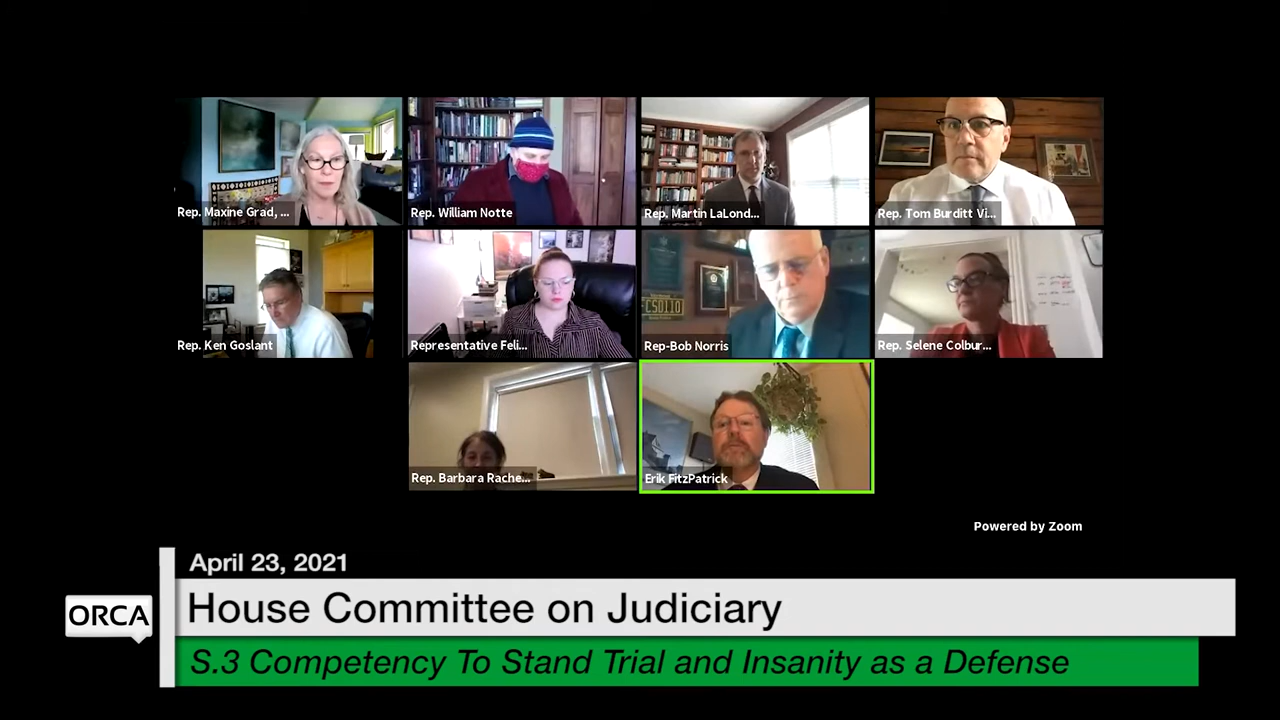 Rep. Maxine Grad, ...
Rep. William Notte
Rep. Martin LaLond...
Rep. Tom Burditt Vi...
CS0110
Rep. Ken Goslant
Representative Feli...
Rep-Bob Norris
Rep. Selene Colbur...
Rep. Barbara Rache...
Erik FitzPatrick
Powered by Zoom
April 23, 2021
ORCA
House Committee on Judiciary
S.3 Competency To Stand Trial and Insanity as a Defense